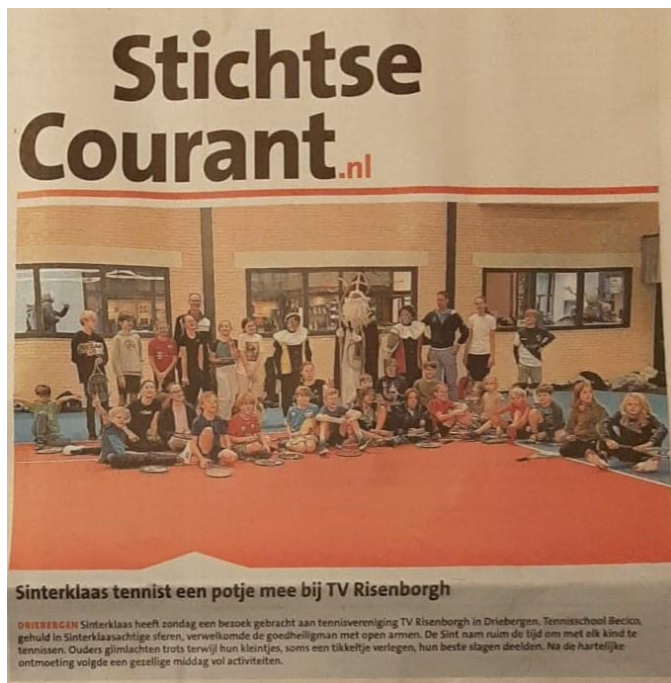 Stichtse
Courant.nl
Sinterklaas tennist een potje mee bij TV Risenborgh
DRIEBERGEN Sinterklaas heeft zondag een bezoek gebracht aan tennisvereniging TV Risenborgh in Driebergen. Tennisschool Becico,
gehuld in Sinterklaasachtige sferen, verwelkomde de goedheiligman met open armen. De Sint nam ruim de tijd om met elk kind te
tennissen. Ouders glimlachten trots terwijl hun kleintjes, soms een tikkeltje verlegen, hun beste slagen deelden. Na de hartelijke
ontmoeting volgde een gezellige middag vol activiteiten.